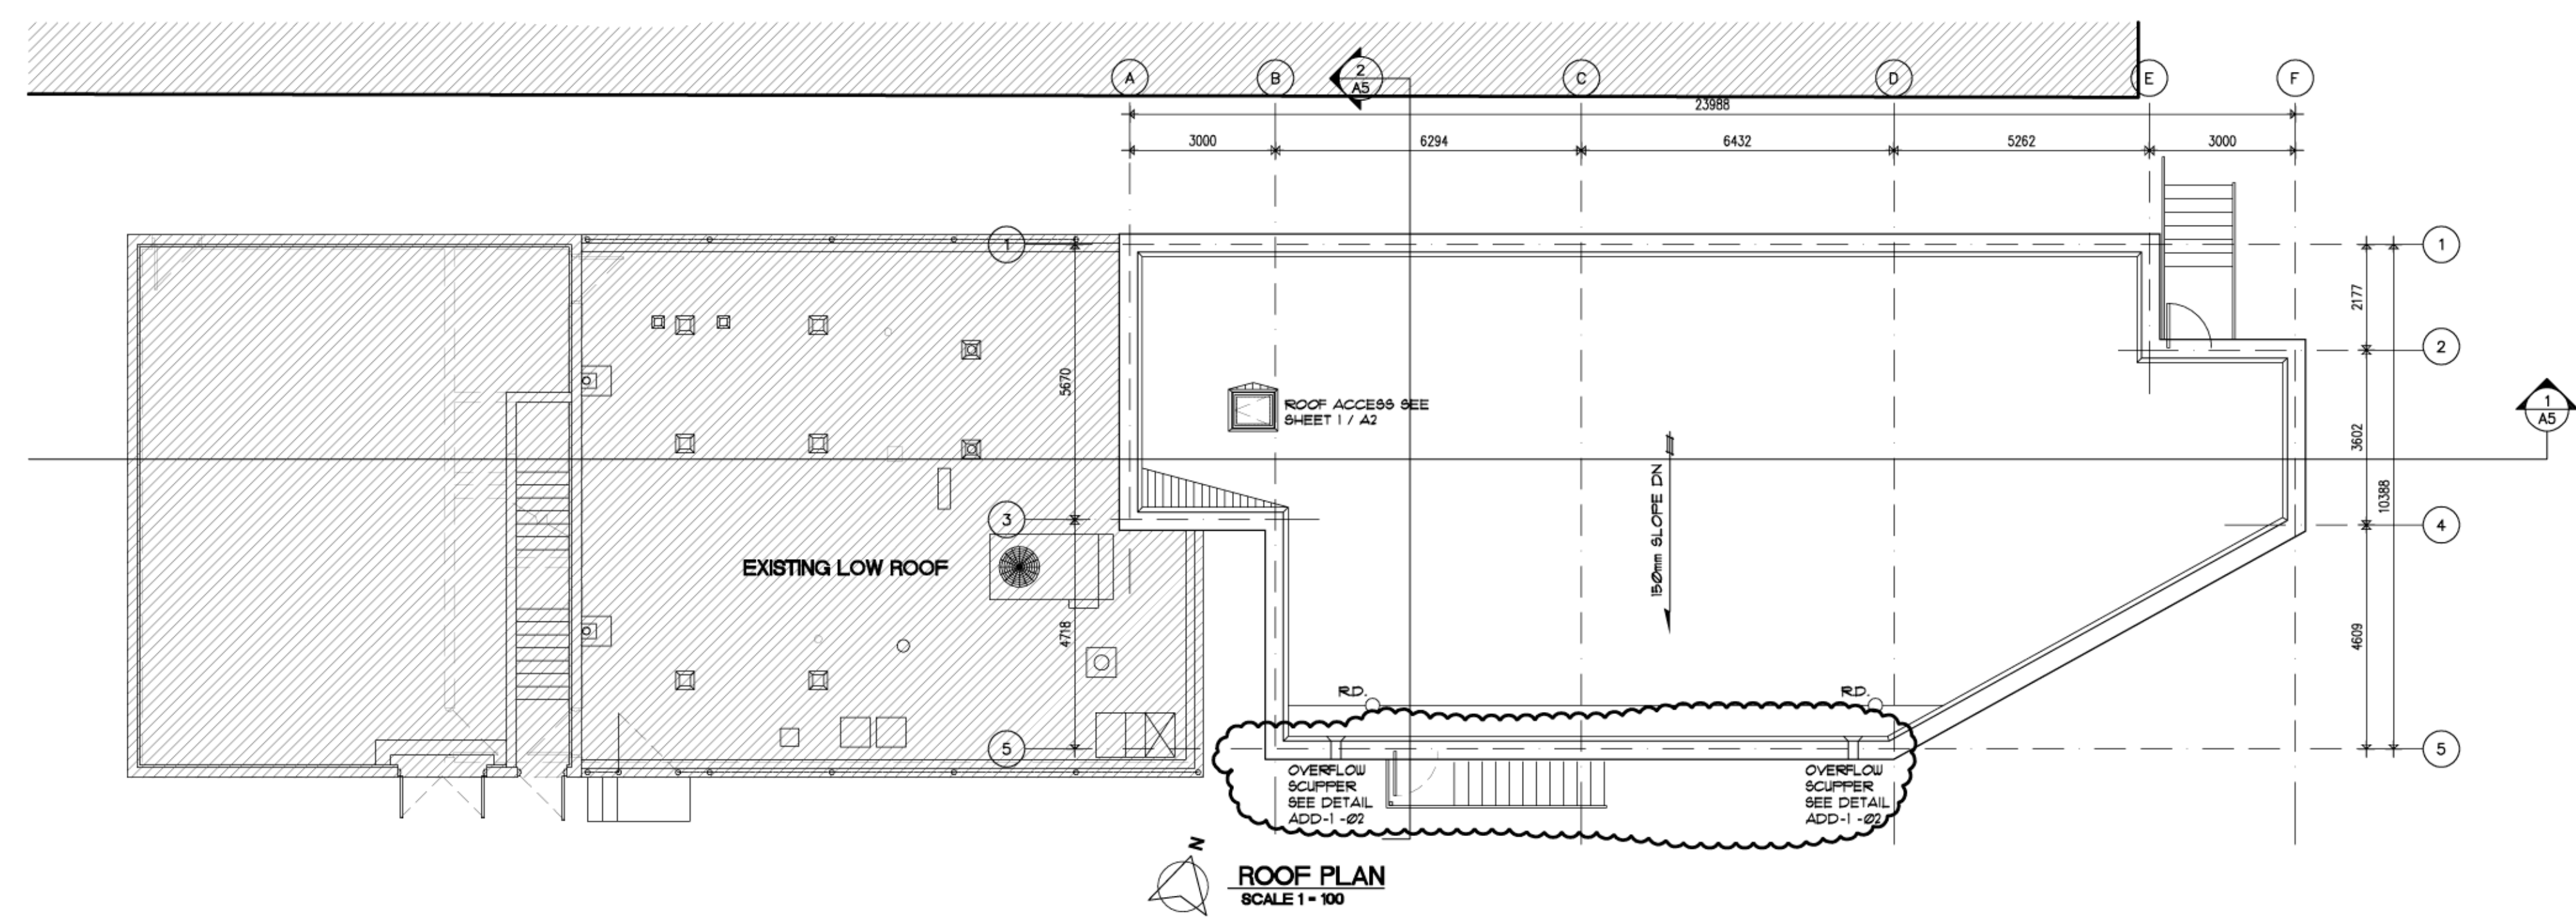 A
B
2
A5
C
D
E
F
23988
3000
6294
6432
5262
3000
1
1
2177
2
5670
ROOF ACCESS SEE
SHEET 1 / A2
1
A5
3602
10388
150mm SLOPE DN
3
4
EXISTING LOW ROOF
4718
4609
R.D.
R.D.
5
5
OVERFLOW
SCUPPER
SEE DETAIL
ADD-1 -02
OVERFLOW
SCUPPER
SEE DETAIL
ADD-1 -02
N
ROOF PLAN
SCALE 1 = 100